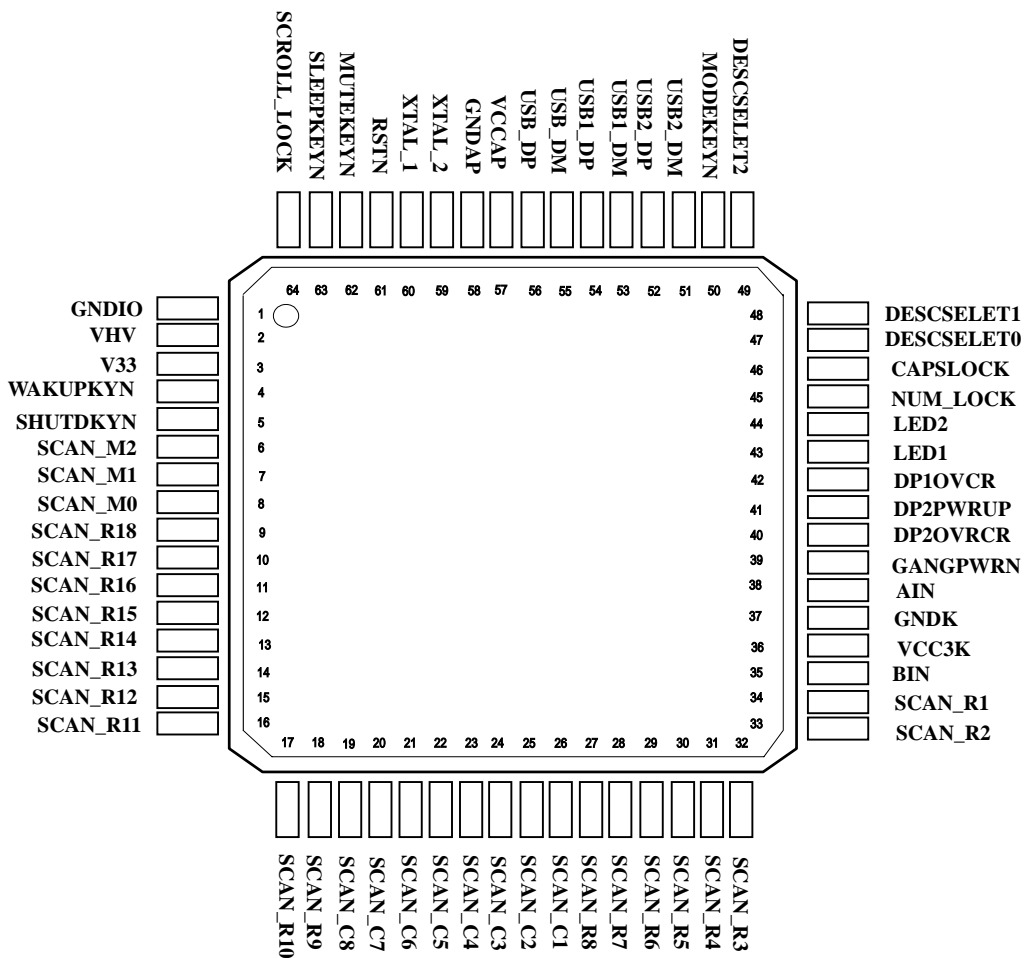 SCROLL_LOCK
SLEEPKEYN
MUTEKEYN
RSTN
XTAL_1
XTAL_2
GNDAP
VCCAP
USB_DP
USB_DM
USB1_DP
USB1_DM
USB2_DP
USB2_DM
MODEKEYN
DESCSELET2
64 63 62 61 60 59 58 57 56 55 54 53 52 51 50 49
GNDIO 1
VHV 2
V33 3
WAKUPKYN 4
SHUTDKYN 5
SCAN_M2 6
SCAN_M1 7
SCAN_M0 8
SCAN_R18 9
SCAN_R17 10
SCAN_R16 11
SCAN_R15 12
SCAN_R14 13
SCAN_R13 14
SCAN_R12 15
SCAN_R11 16
48 DESCSELET1
47 DESCSELET0
46 CAPSLOCK
45 NUM_LOCK
44 LED2
43 LED1
42 DP1OVCR
41 DP2PWRUP
40 DP2OVRCR
39 GANGPWRN
38 AIN
37 GNDK
36 VCC3K
35 BIN
34 SCAN_R1
33 SCAN_R2
17 18 19 20 21 22 23 24 25 26 27 28 29 30 31 32
SCAN_R10
SCAN_R9
SCAN_C8
SCAN_C7
SCAN_C6
SCAN_C5
SCAN_C4
SCAN_C3
SCAN_C2
SCAN_C1
SCAN_R8
SCAN_R7
SCAN_R6
SCAN_R5
SCAN_R4
SCAN_R3